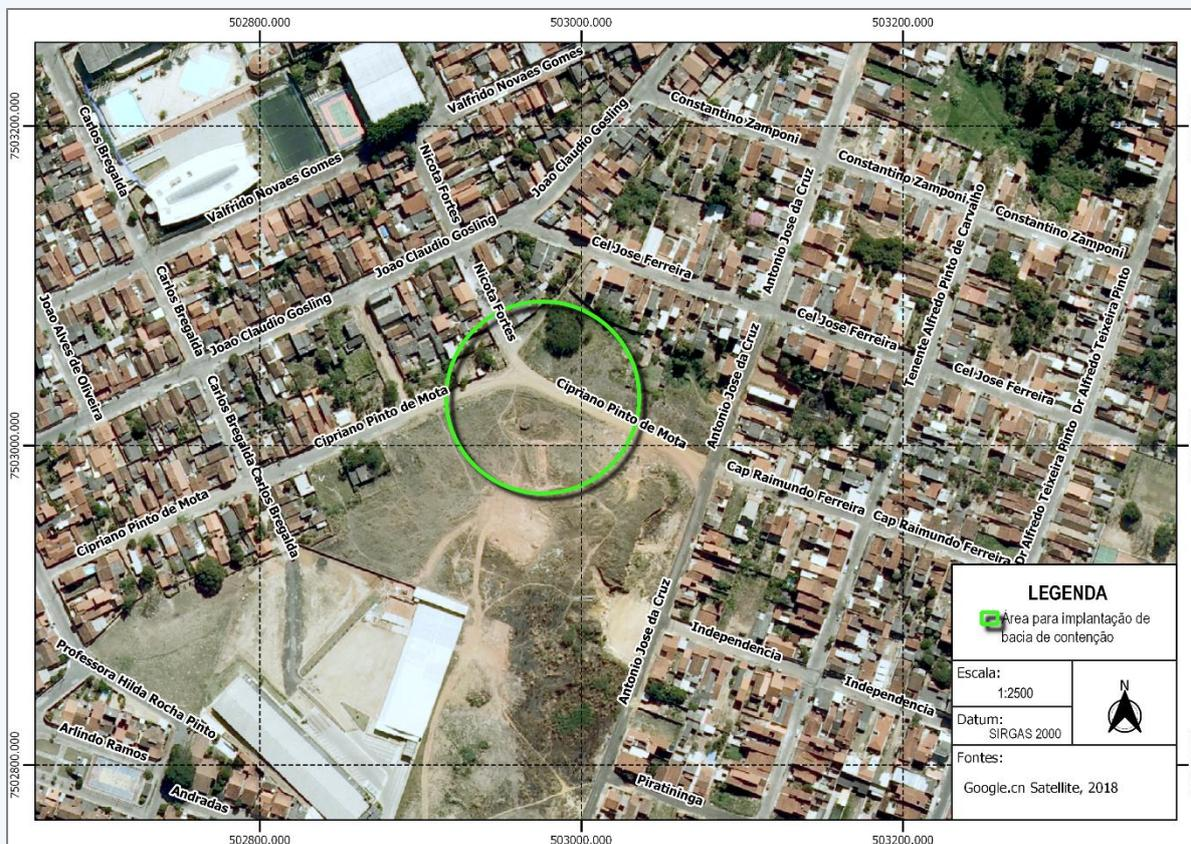 502800.000
503000.000
503200.000
7503200.000
7503000.000
7502800.000
Valfrido Novaes Gomes
Carlos Bregalda
Constantino Zamponi
Joao Claudio Gosling
Nicota Fortes
Valfrido Novaes Gomes
Constantino Zamponi
Antonio Jose da Cruz
Tenente Alfredo Pinto de Carvalho
Constantino Zamponi
Joao Claudio Gosling
Cel Jose Ferreira
Carlos Bregalda
Nicota Fortes
Joao Alves de Oliveira
Joao Claudio Gosling
Cel Jose Ferreira
Dr Alfredo Teixeira Pinto
Cel Jose Ferreira
Antonio Jose da Cruz
Cipriano Pinto de Mota
Cipriano Pinto de Mota
Carlos Bregalda
Carlos Bregalda
Cap Raimundo Ferreira
Cap Raimundo Ferreira
Dr Alfredo Teixeira Pinto
Cipriano Pinto de Mota
Antonio Jose da Cruz
Independencia
Independencia
Professora Hilda Rocha Pinto
Arlindo Ramos
Andradas
Piratininga
LEGENDA
Área para implantação de
bacia de contenção
Escala:
1:2500
N
Datum:
SIRGAS 2000
Fontes:
Google.cn Satellite, 2018
502800.000
503000.000
503200.000